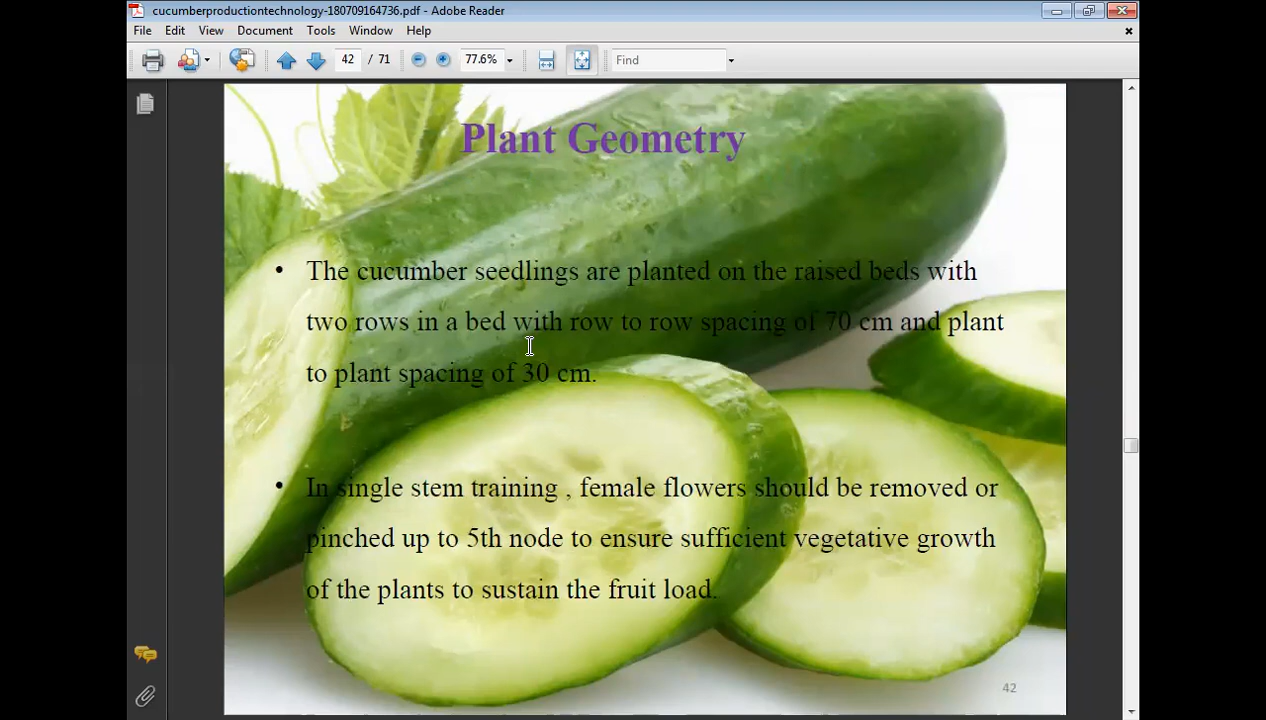 cucumberproductiontechnology-180709164736.pdf - Adobe Reader
File Edit View Document Tools Window Help
42 / 71 77.6% Find
Plant Geometry
• The cucumber seedlings are planted on the raised beds with
two rows in a bed with row to row spacing of 70 cm and plant
to plant spacing of 30 cm.
• In single stem training , female flowers should be removed or
pinched up to 5th node to ensure sufficient vegetative growth
of the plants to sustain the fruit load.
42